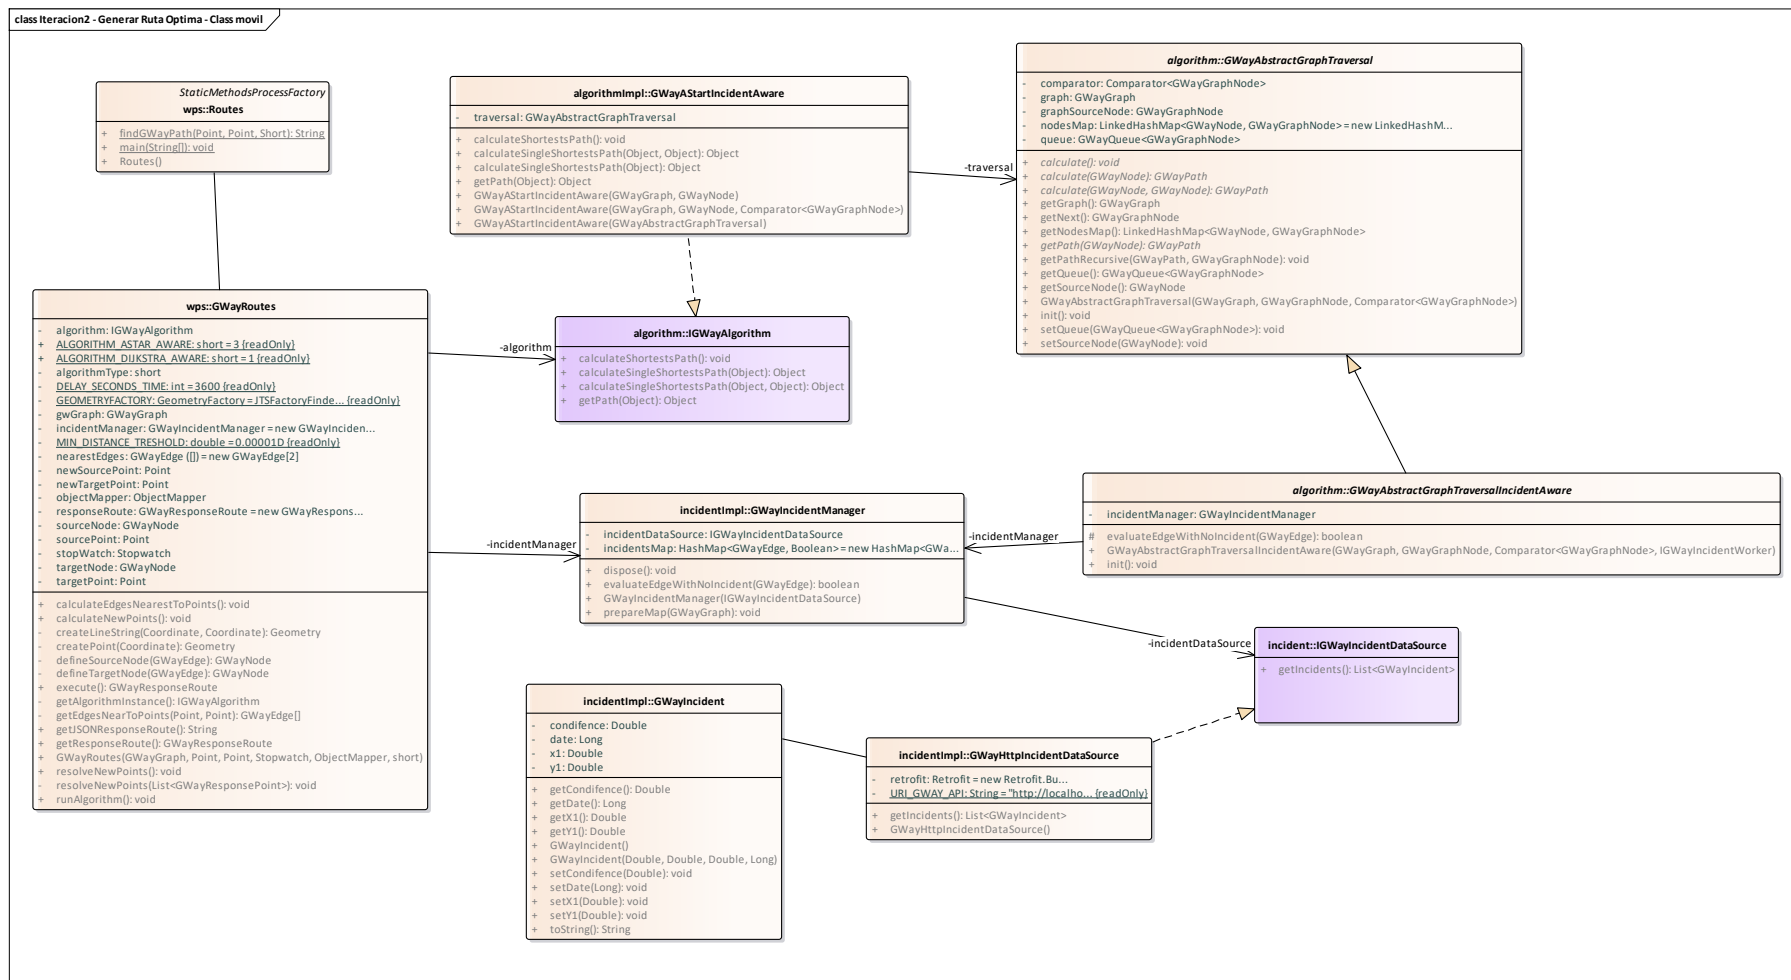 class Iteracion2 - Generar Ruta Optima - Class movil
StaticMethodsProcessFactory
wps::Routes
+ findGWayPath(Point, Point, Short): String
+ main(String[]): void
+ Routes()
algorithmImpl::GWayAStartIncidentAware
- traversal: GWayAbstractGraphTraversal
+ calculateShortestsPath(): void
+ calculateSingleShortestsPath(Object, Object): Object
+ calculateSingleShortestsPath(Object): Object
+ getPath(Object): Object
+ GWayAStartIncidentAware(GWayGraph, GWayNode)
+ GWayAStartIncidentAware(GWayGraph, GWayNode, Comparator<GWayGraphNode>)
+ GWayAStartIncidentAware(GWayAbstractGraphTraversal)
-traversal
algorithm::GWayAbstractGraphTraversal
- comparator: Comparator<GWayGraphNode>
- graph: GWayGraph
- graphSourceNode: GWayGraphNode
- nodesMap: LinkedHashMap<GWayNode, GWayGraphNode> = new LinkedHashM...
- queue: GWayQueue<GWayGraphNode>
+ calculate(): void
+ calculate(GWayNode): GWayPath
+ calculate(GWayNode, GWayNode): GWayPath
+ getGraph(): GWayGraph
+ getNext(): GWayGraphNode
+ getNodesMap(): LinkedHashMap<GWayNode, GWayGraphNode>
+ getPath(GWayNode): GWayPath
+ getPathRecursive(GWayPath, GWayGraphNode): void
+ getQueue(): GWayQueue<GWayGraphNode>
+ getSourceNode(): GWayNode
+ GWayAbstractGraphTraversal(GWayGraph, GWayGraphNode, Comparator<GWayGraphNode>)
+ init(): void
+ setQueue(GWayQueue<GWayGraphNode>): void
+ setSourceNode(GWayNode): void
wps::GWayRoutes
- algorithm: IGWayAlgorithm
+ ALGORITHM_ASTAR_AWARE: short = 3 {readOnly}
+ ALGORITHM_DIJKSTRA_AWARE: short = 1 {readOnly}
- algorithmType: short
- DELAY_SECONDS_TIME: int = 3600 {readOnly}
- GEOMETRYFACTORY: GeometryFactory = JTSFactoryFinde... {readOnly}
- gwGraph: GWayGraph
- incidentManager: GWayIncidentManager = new GWayInciden...
- MIN_DISTANCE_TRESHOLD: double = 0.00001D {readOnly}
- nearestEdges: GWayEdge ([]) = new GWayEdge[2]
- newSourcePoint: Point
- newTargetPoint: Point
- objectMapper: ObjectMapper
- responseRoute: GWayResponseRoute = new GWayRespons...
- sourceNode: GWayNode
- sourcePoint: Point
- stopWatch: Stopwatch
- targetNode: GWayNode
- targetPoint: Point
+ calculateEdgesNearestToPoints(): void
+ calculateNewPoints(): void
- createLineString(Coordinate, Coordinate): Geometry
- createPoint(Coordinate): Geometry
- defineSourceNode(GWayEdge): GWayNode
- defineTargetNode(GWayEdge): GWayNode
+ execute(): GWayResponseRoute
- getAlgorithmInstance(): IGWayAlgorithm
- getEdgesNearToPoints(Point, Point): GWayEdge[]
+ getJSONResponseRoute(): String
+ getResponseRoute(): GWayResponseRoute
+ GWayRoutes(GWayGraph, Point, Point, Stopwatch, ObjectMapper, short)
+ resolveNewPoints(): void
- resolveNewPoints(List<GWayResponsePoint>): void
+ runAlgorithm(): void
-algorithm
algorithm::IGWayAlgorithm
+ calculateShortestsPath(): void
+ calculateSingleShortestsPath(Object): Object
+ calculateSingleShortestsPath(Object, Object): Object
+ getPath(Object): Object
-incidentManager
incidentImpl::GWayIncidentManager
- incidentDataSource: IGWayIncidentDataSource
- incidentsMap: HashMap<GWayEdge, Boolean> = new HashMap<GWa...
+ dispose(): void
+ evaluateEdgeWithNoIncident(GWayEdge): boolean
+ GWayIncidentManager(IGWayIncidentDataSource)
+ prepareMap(GWayGraph): void
-incidentManager
algorithm::GWayAbstractGraphTraversalIncidentAware
- incidentManager: GWayIncidentManager
# evaluateEdgeWithNoIncident(GWayEdge): boolean
+ GWayAbstractGraphTraversalIncidentAware(GWayGraph, GWayGraphNode, Comparator<GWayGraphNode>, IGWayIncidentWorker)
+ init(): void
-incidentDataSource
incident::IGWayIncidentDataSource
+ getIncidents(): List<GWayIncident>
incidentImpl::GWayIncident
- condifence: Double
- date: Long
- x1: Double
- y1: Double
+ getCondifence(): Double
+ getDate(): Long
+ getX1(): Double
+ getY1(): Double
+ GWayIncident()
+ GWayIncident(Double, Double, Double, Long)
+ setCondifence(Double): void
+ setDate(Long): void
+ setX1(Double): void
+ setY1(Double): void
+ toString(): String
incidentImpl::GWayHttpIncidentDataSource
- retrofit: Retrofit = new Retrofit.Bu...
- URI_GWAY_API: String = "http://localho... {readOnly}
+ getIncidents(): List<GWayIncident>
+ GWayHttpIncidentDataSource()